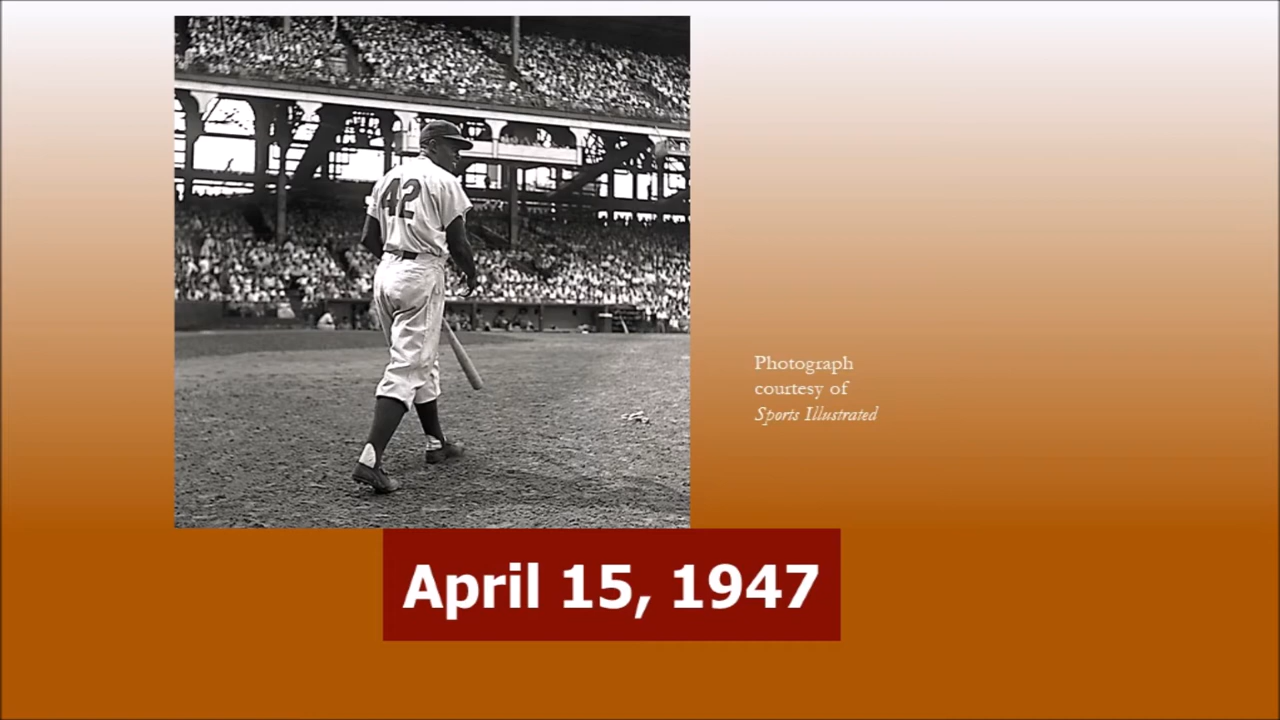 42
Photograph
courtesy of
Sports Illustrated
April 15, 1947